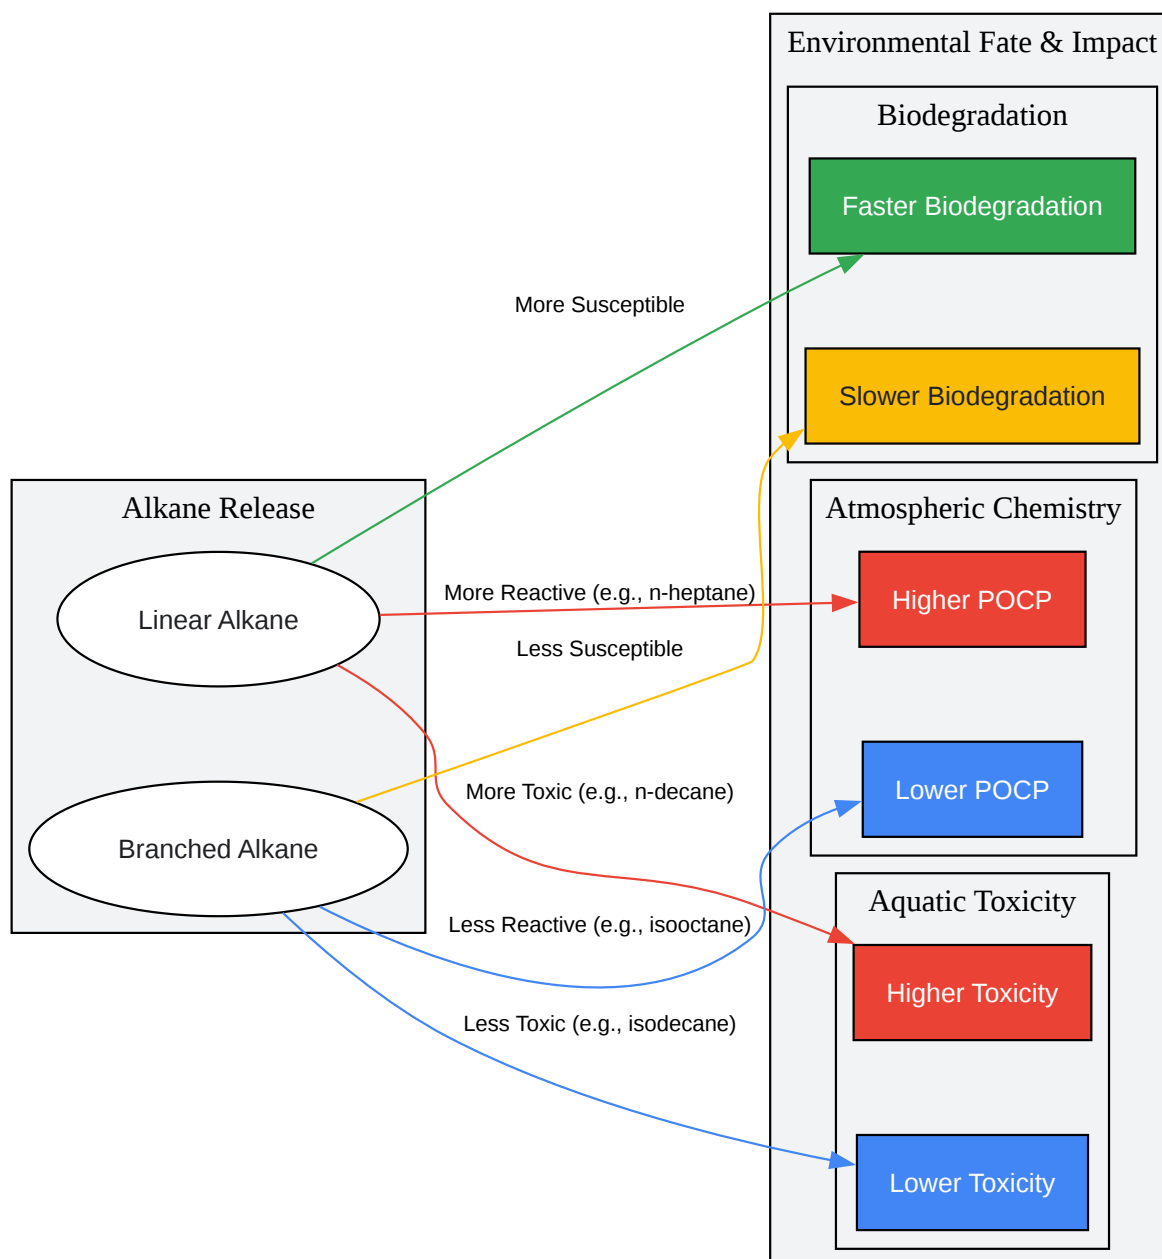 Environmental Fate & Impact
Biodegradation
Faster Biodegradation
More Susceptible
Slower Biodegradation
Alkane Release
Atmospheric Chemistry
Linear Alkane
More Reactive (e.g., n-heptane)
Higher POCP
Less Susceptible
Branched Alkane
More Toxic (e.g., n-decane)
Lower POCP
Less Reactive (e.g., isooctane)
Aquatic Toxicity
Higher Toxicity
Less Toxic (e.g., isodecane)
Lower Toxicity